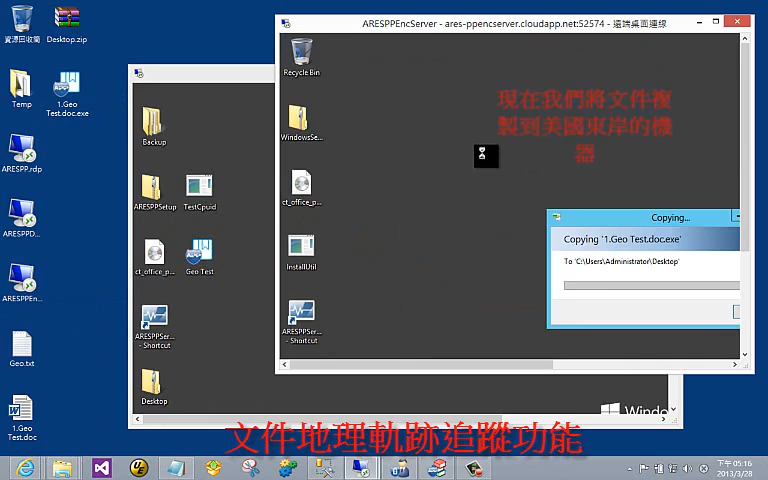 資源回收筒
Desktop.zip
Temp
1.Geo
Test.doc.exe
ARESPP.rdp
ARESPPD...
ARESPPEn...
Geo.txt
1.Geo
Test.doc
Backup
ARESPPSetup
TestCpuid
ct_office_p...
Geo Test
ARESPPSer...
- Shortcut
Desktop
ARESPPEncServer - ares-ppencserver.cloudapp.net:52574 - 遠端桌面連線
Recycle Bin
WindowsSe...
ct_office_p...
InstallUtil
ARESPPSer...
- Shortcut
現在我們將文件複
製到美國東岸的機
器
Copying...
Copying '1.Geo Test.doc.exe'
To 'C:\Users\Administrator\Desktop'
Windo
文件地理軌跡追蹤功能
下午 05:16
2013/3/28